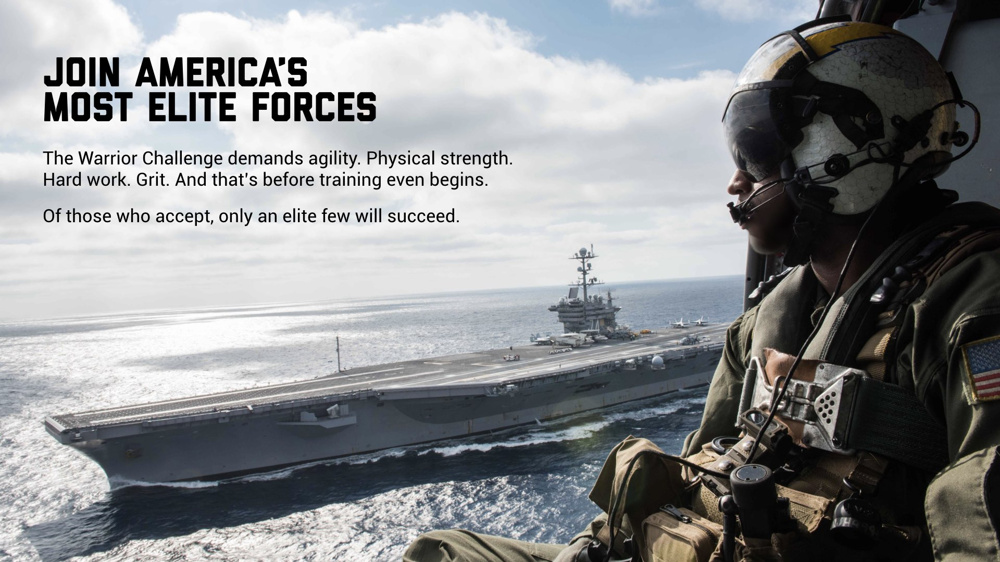 JOIN AMERICA'S
MOST ELITE FORCES
The Warrior Challenge demands agility. Physical strength.
Hard work. Grit. And that's before training even begins.
Of those who accept, only an elite few will succeed.